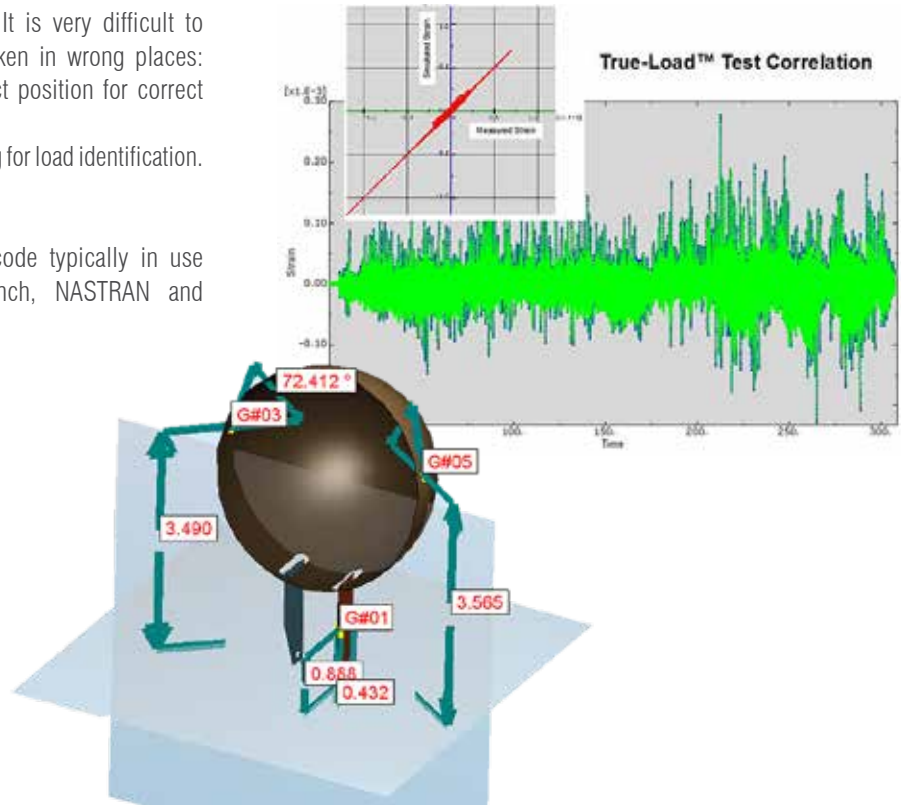 It is very difficult to
ken in wrong places:
ct position for correct
g for load identification.
code typically in use
nch, NASTRAN and
True-Load™ Test Correlation
Simulated Strain
Measured Strain
0.30
0.20
0.10
0.00
-0.10
Strain
100.
150.
200.
250.
300.
Time
72.412 °
G#03
G#05
3.490
3.565
G#01
0.888
0.432